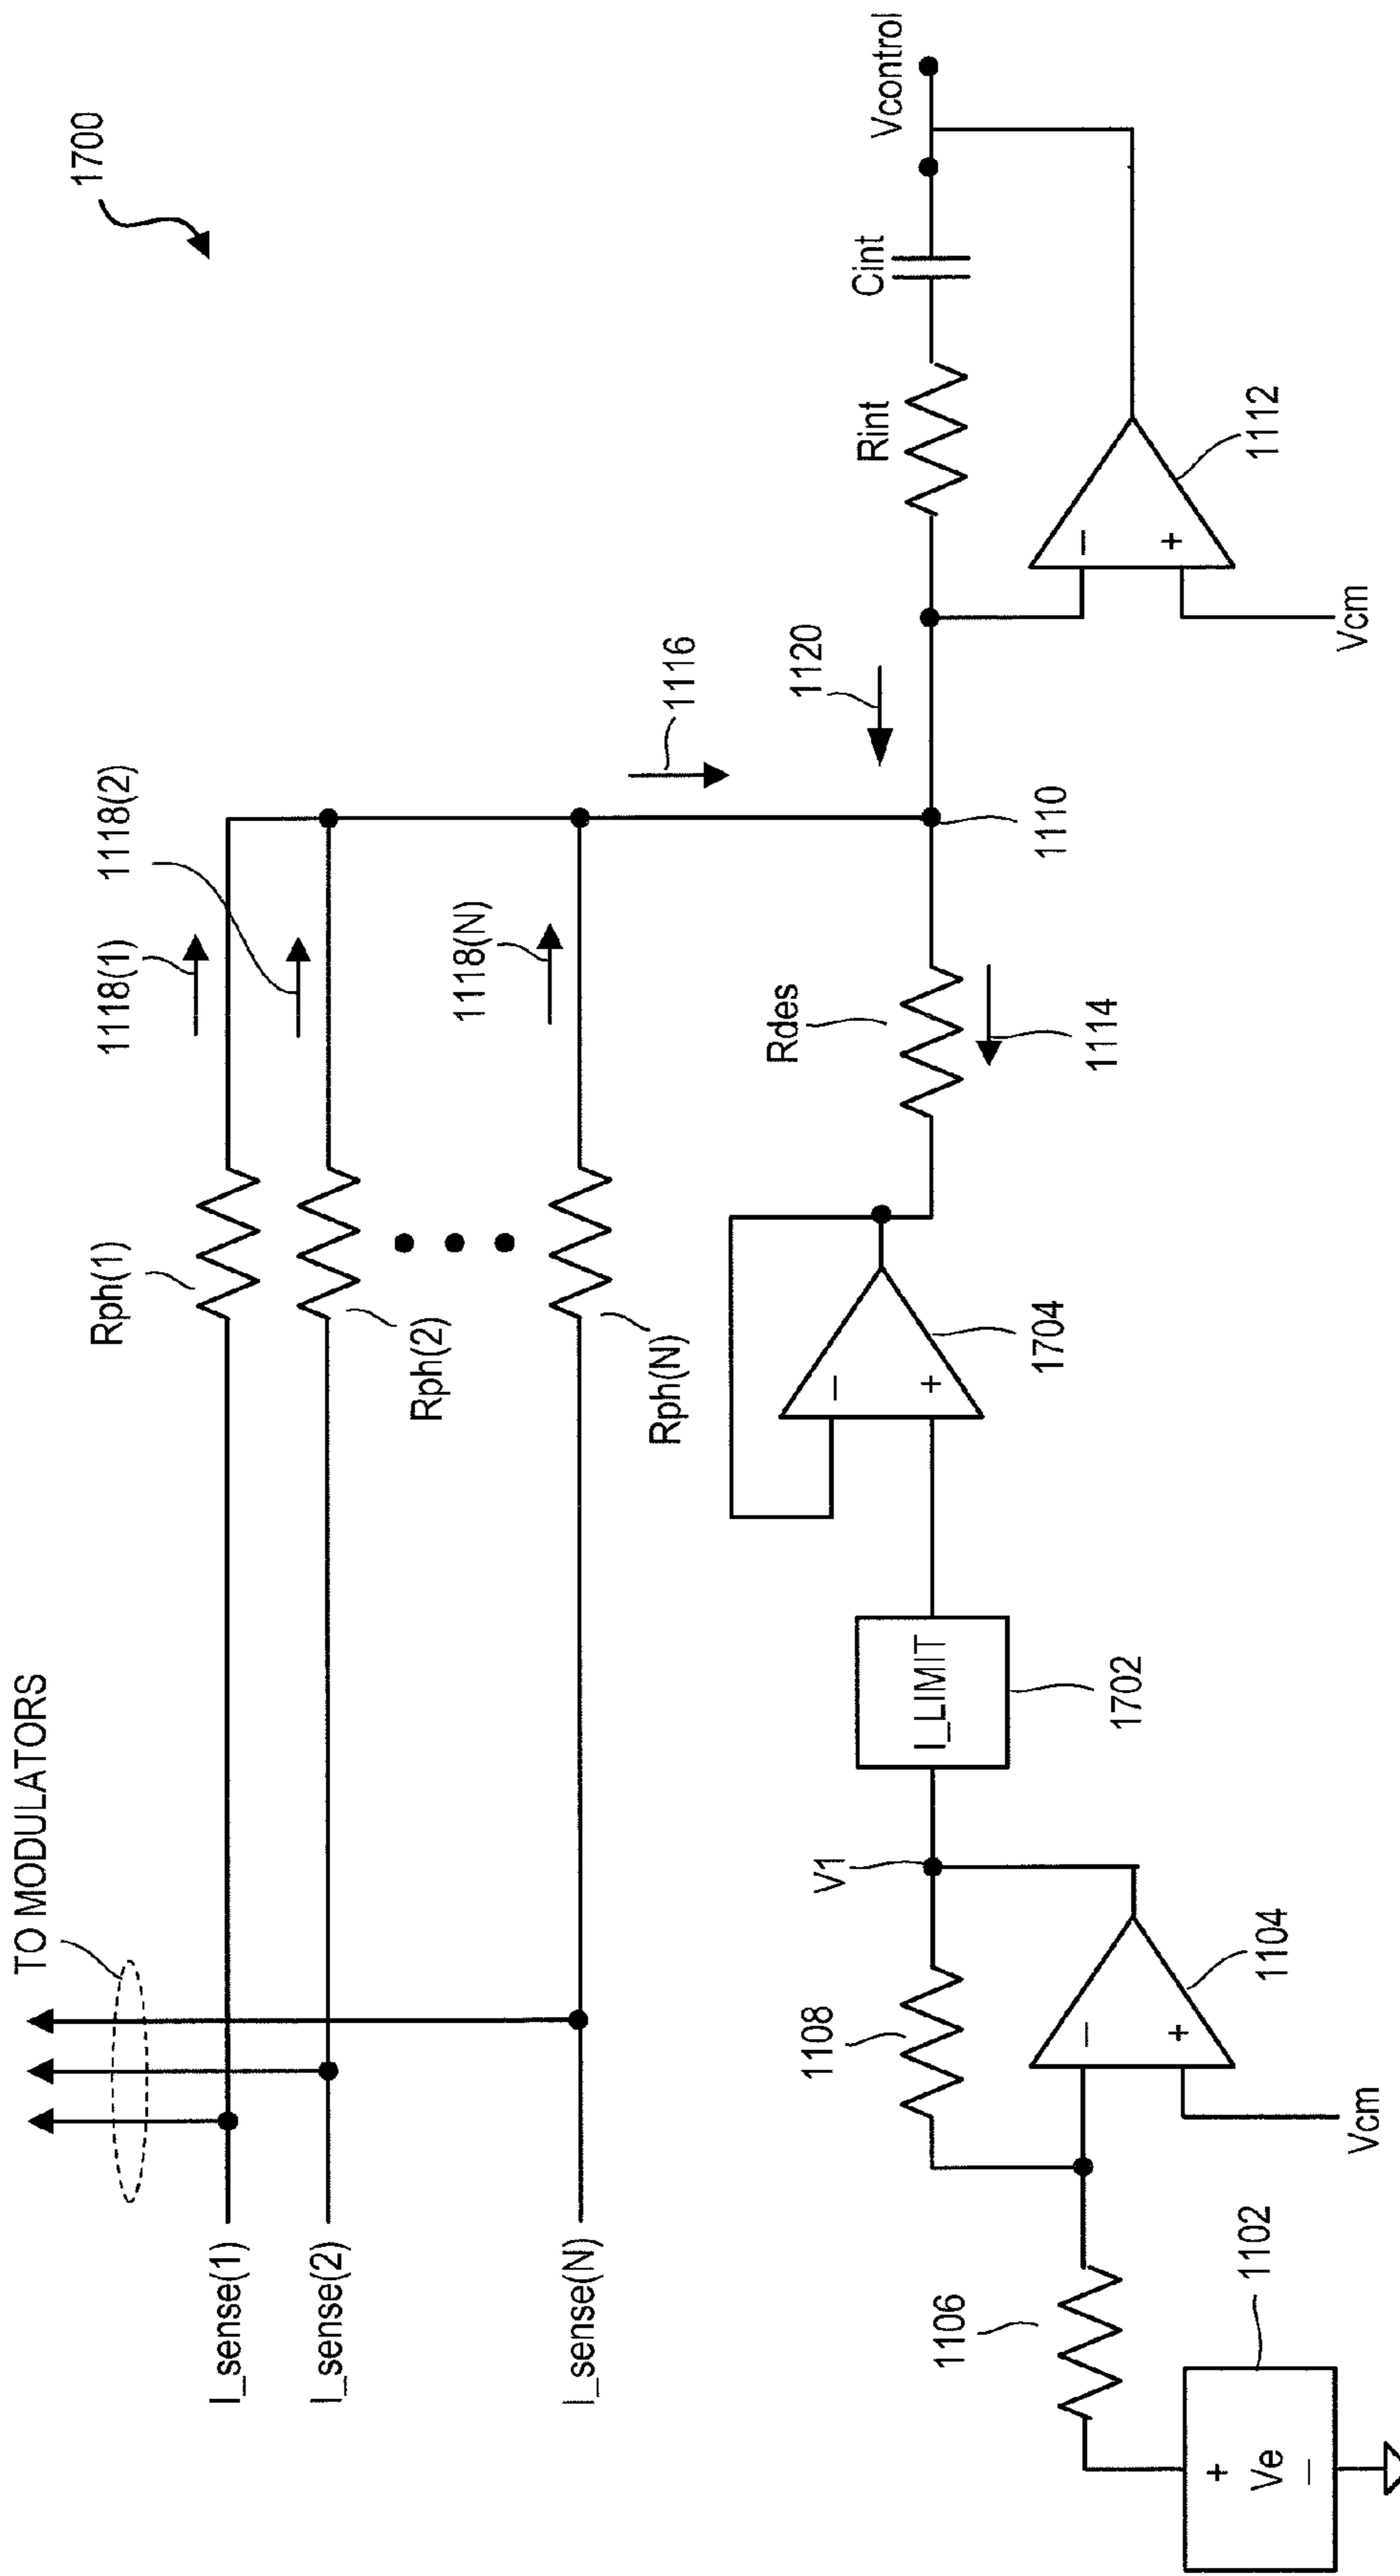 1700
TO MODULATORS
I_sense(1)
I_sense(2)
I_sense(N)
Rph(1)
Rph(2)
Rph(N)
1118(1)
1118(2)
1118(N)
1116
1120
1110
Rdes
1114
Rint
Cint
Vcontrol
−
+
1112
Vcm
−
+
1704
I_LIMIT
1702
V1
1108
−
+
1104
Vcm
1106
1102
+
Ve
−